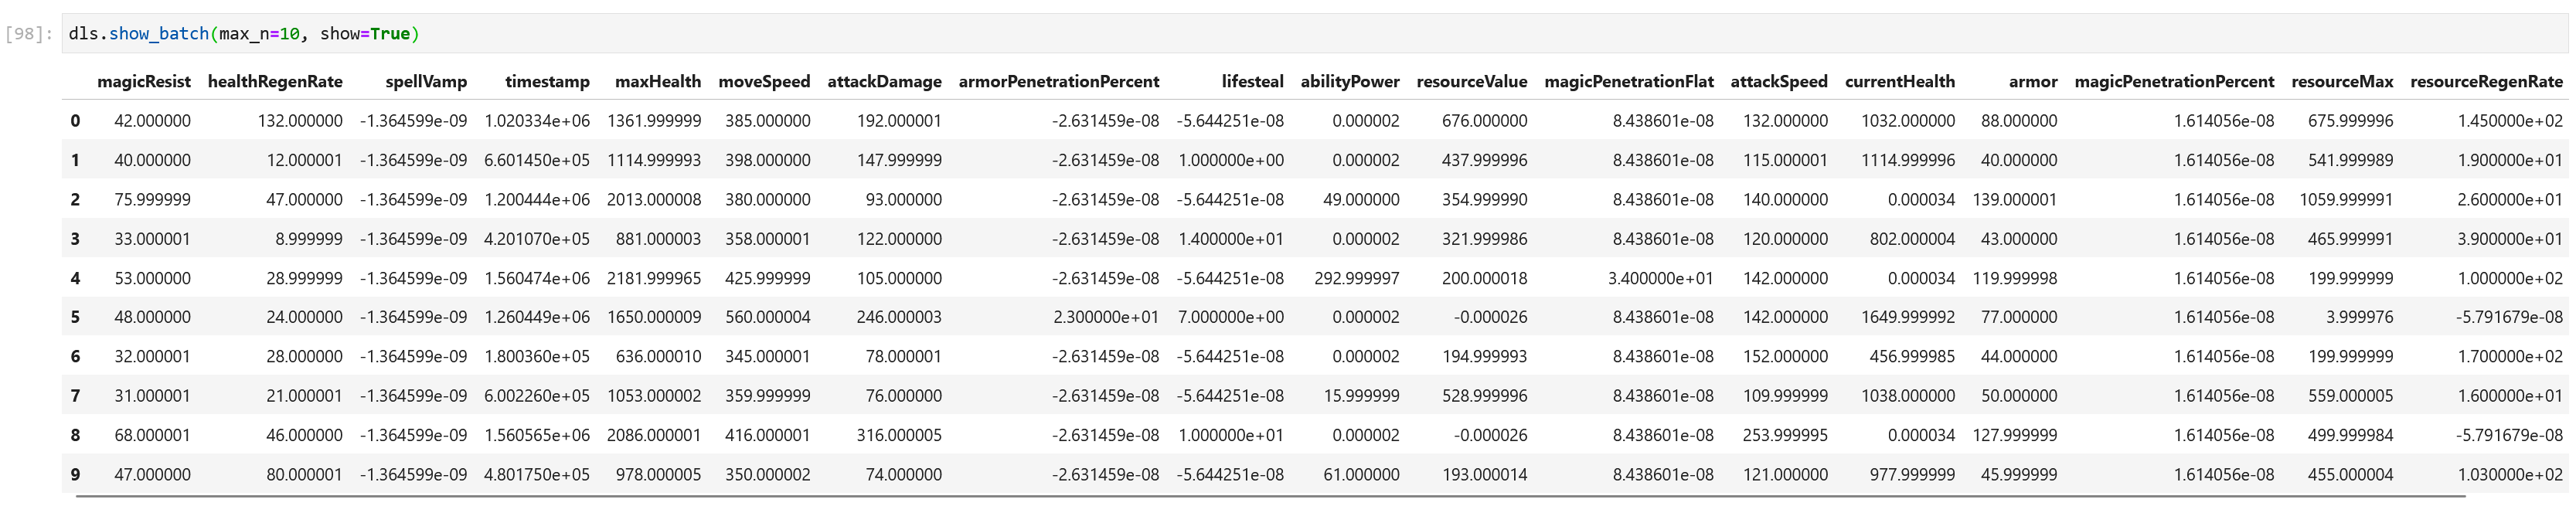 [98]: dls.show_batch(max_n=10, show=True)
magicResist healthRegenRate spellVamp timestamp maxHealth moveSpeed attackDamage armorPenetrationPercent lifesteal abilityPower resourceValue magicPenetrationFlat attackSpeed currentHealth armor magicPenetrationPercent resourceMax resourceRegenRate
0 42.000000 132.000000 -1.364599e-09 1.020334e+06 1361.999999 385.000000 192.000001 -2.631459e-08 -5.644251e-08 0.000002 676.000000 8.438601e-08 132.000000 1032.000000 88.000000 1.614056e-08 675.999996 1.450000e+02
1 40.000000 12.000001 -1.364599e-09 6.601450e+05 1114.999993 398.000000 147.999999 -2.631459e-08 1.000000e+00 0.000002 437.999996 8.438601e-08 115.000001 1114.999996 40.000000 1.614056e-08 541.999989 1.900000e+01
2 75.999999 47.000000 -1.364599e-09 1.200444e+06 2013.000008 380.000000 93.000000 -2.631459e-08 -5.644251e-08 49.000000 354.999990 8.438601e-08 140.000000 0.000034 139.000001 1.614056e-08 1059.999991 2.600000e+01
3 33.000001 8.999999 -1.364599e-09 4.201070e+05 881.000003 358.000001 122.000000 -2.631459e-08 1.400000e+01 0.000002 321.999986 8.438601e-08 120.000000 802.000004 43.000000 1.614056e-08 465.999991 3.900000e+01
4 53.000000 28.999999 -1.364599e-09 1.560474e+06 2181.999965 425.999999 105.000000 -2.631459e-08 -5.644251e-08 292.999997 200.000018 3.400000e+01 142.000000 0.000034 119.999998 1.614056e-08 199.999999 1.000000e+02
5 48.000000 24.000000 -1.364599e-09 1.260449e+06 1650.000009 560.000004 246.000003 2.300000e+01 7.000000e+00 0.000002 -0.000026 8.438601e-08 142.000000 1649.999992 77.000000 1.614056e-08 3.999976 -5.791679e-08
6 32.000001 28.000000 -1.364599e-09 1.800360e+05 636.000010 345.000001 78.000001 -2.631459e-08 -5.644251e-08 0.000002 194.999993 8.438601e-08 152.000000 456.999985 44.000000 1.614056e-08 199.999999 1.700000e+02
7 31.000001 21.000001 -1.364599e-09 6.002260e+05 1053.000002 359.999999 76.000000 -2.631459e-08 -5.644251e-08 15.999999 528.999996 8.438601e-08 109.999999 1038.000000 50.000000 1.614056e-08 559.000005 1.600000e+01
8 68.000001 46.000000 -1.364599e-09 1.560565e+06 2086.000001 416.000001 316.000005 -2.631459e-08 1.000000e+01 0.000002 -0.000026 8.438601e-08 253.999995 0.000034 127.999999 1.614056e-08 499.999984 -5.791679e-08
9 47.000000 80.000001 -1.364599e-09 4.801750e+05 978.000005 350.000002 74.000000 -2.631459e-08 -5.644251e-08 61.000000 193.000014 8.438601e-08 121.000000 977.999999 45.999999 1.614056e-08 455.000004 1.030000e+02